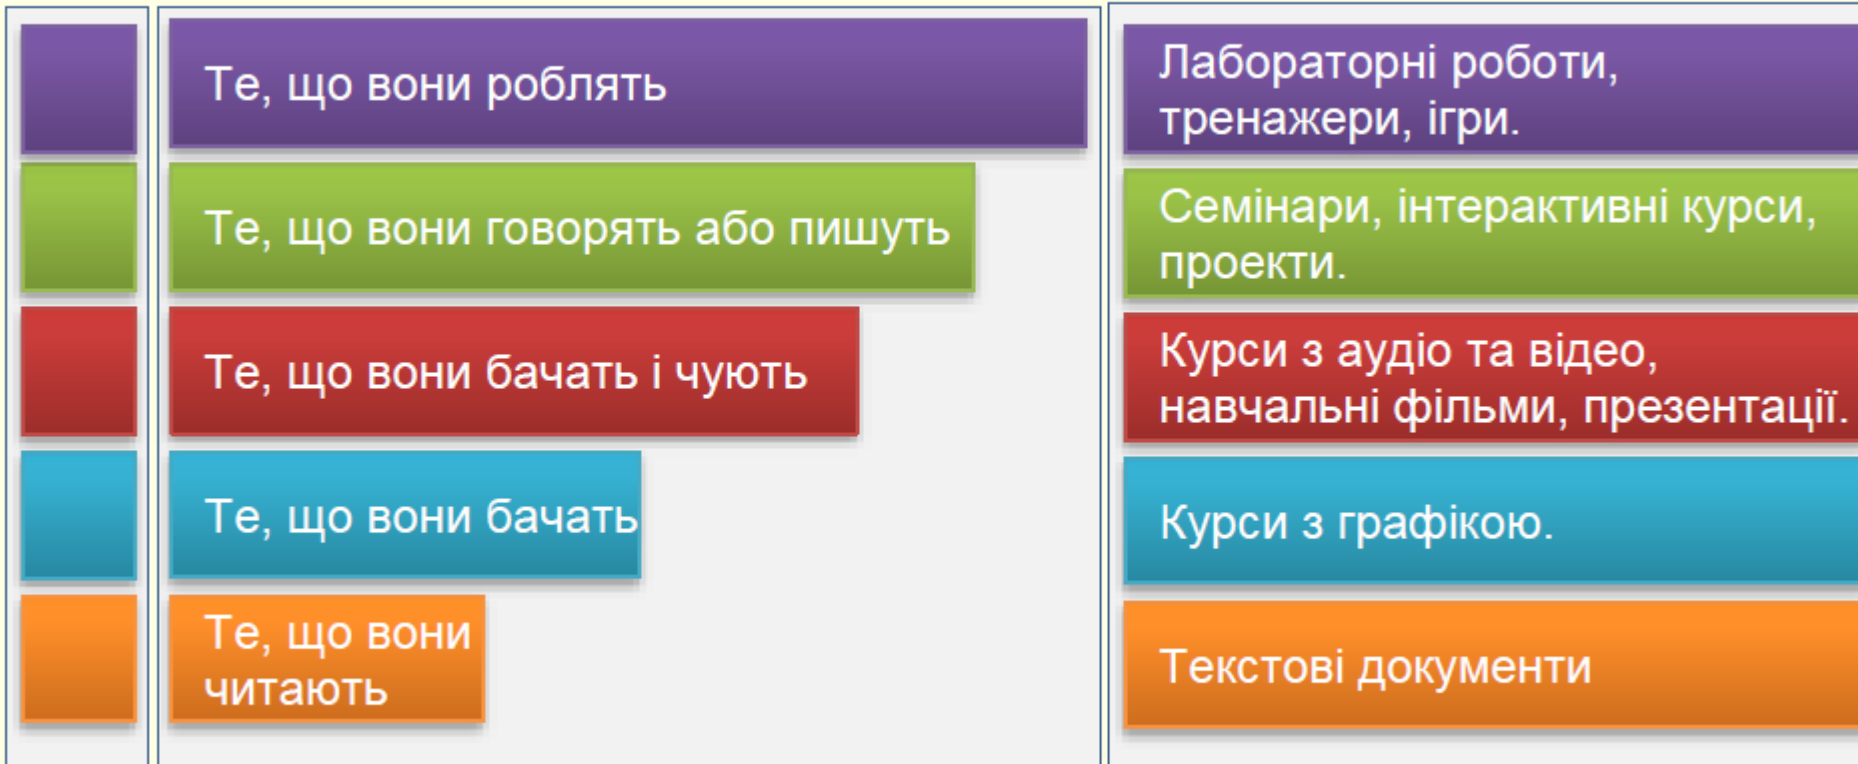 Те, що вони роблять
Лабораторні роботи,
тренажери, ігри.
Те, що вони говорять або пишуть
Семінари, інтерактивні курси,
проекти.
Те, що вони бачать і чують
Курси з аудіо та відео,
навчальні фільми, презентації.
Те, що вони бачать
Курси з графікою.
Те, що вони
читають
Текстові документи